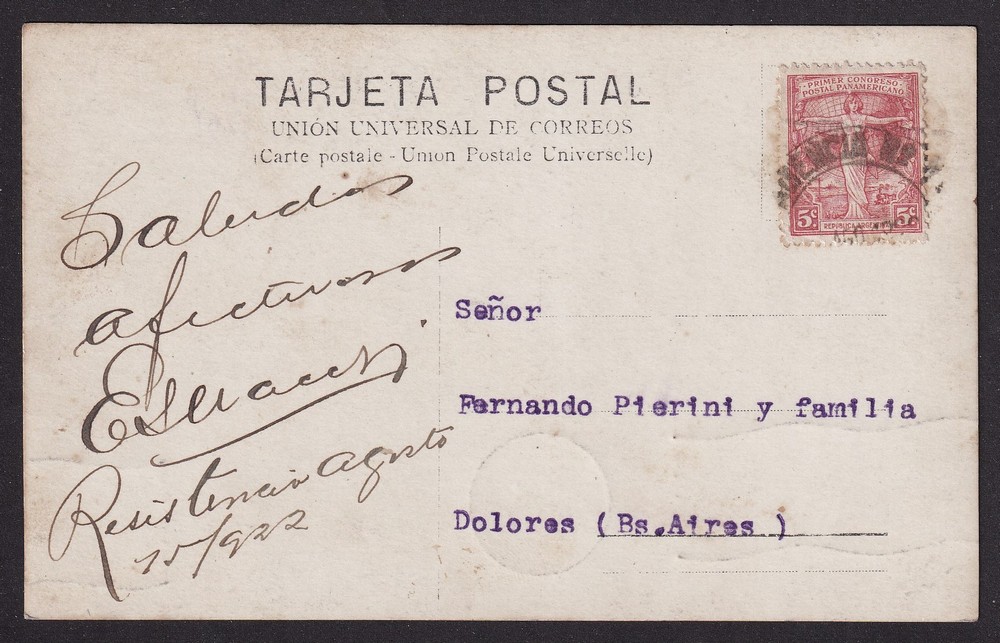 TARJETA POSTAL
UNIÓN UNIVERSAL DE CORREOS
(Carte postale - Union Postale Universelle)
PRIMER CONGRESO
POSTAL PANAMERICANO
5c 5c
REPÚBLICA ARGENTINA
Saludos
afectuosos
Resistencia agosto
15/922
Señor
Fernando Pierini y familia
Dolores (Bs.Aires )